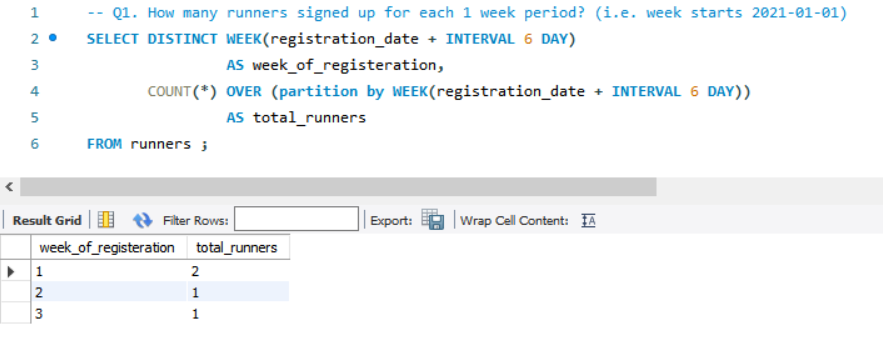 1 -- Q1. How many runners signed up for each 1 week period? (i.e. week starts 2021-01-01)
2 SELECT DISTINCT WEEK(registration_date + INTERVAL 6 DAY)
3 AS week_of_registeration,
4 COUNT(*) OVER (partition by WEEK(registration_date + INTERVAL 6 DAY))
5 AS total_runners
6 FROM runners ;
Result Grid Filter Rows: Export: Wrap Cell Content: IA
week_of_registeration total_runners
1 2
2 1
3 1